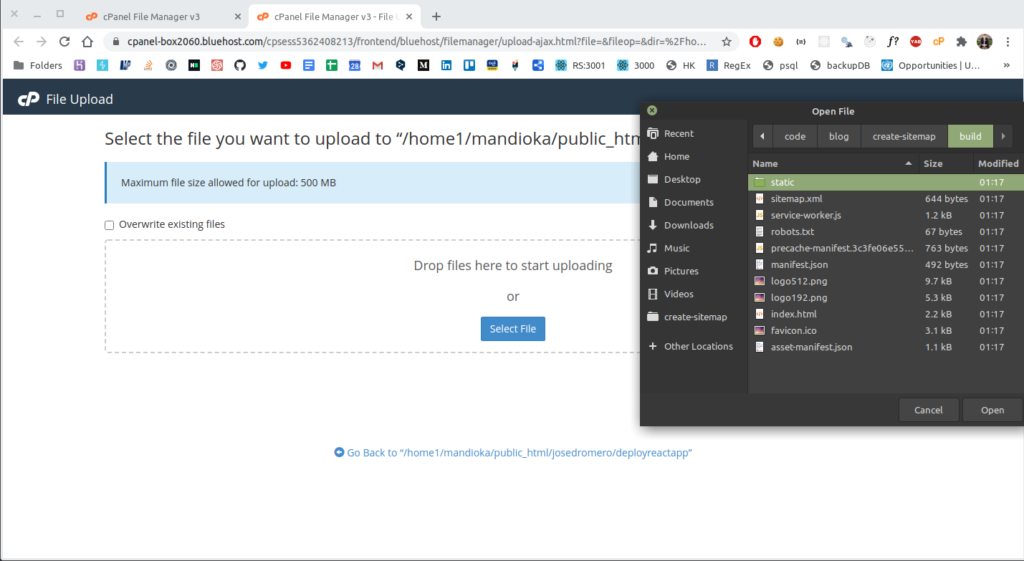 cPanel File Manager v3
cPanel File Manager v3 - File U
cpanel-box2060.bluehost.com/cpsess5362408213/frontend/bluehost/filemanager/upload-ajax.html?file=&fileop=&dir=%2Fho...
Folders
RS:3001
3000
HK
RegEx
psql
backupDB
Opportunities | U...
»
cP File Upload
Select the file you want to upload to “/home1/mandioka/public_htm
Maximum file size allowed for upload: 500 MB
Overwrite existing files
Drop files here to start uploading
or
Select File
Go Back to “/home1/mandioka/public_html/josedromero/deployreactapp”
Open File
Recent
Home
Desktop
Documents
Downloads
Music
Pictures
Videos
create-sitemap
Other Locations
code blog create-sitemap build
Name Size Modified
static 01:17
sitemap.xml 644 bytes 01:17
service-worker.js 1.2 kB 01:17
robots.txt 67 bytes 01:17
precache-manifest.3c3fe06e55... 763 bytes 01:17
manifest.json 492 bytes 01:17
logo512.png 9.7 kB 01:17
logo192.png 5.3 kB 01:17
index.html 2.2 kB 01:17
favicon.ico 3.1 kB 01:17
asset-manifest.json 1.1 kB 01:17
Cancel Open